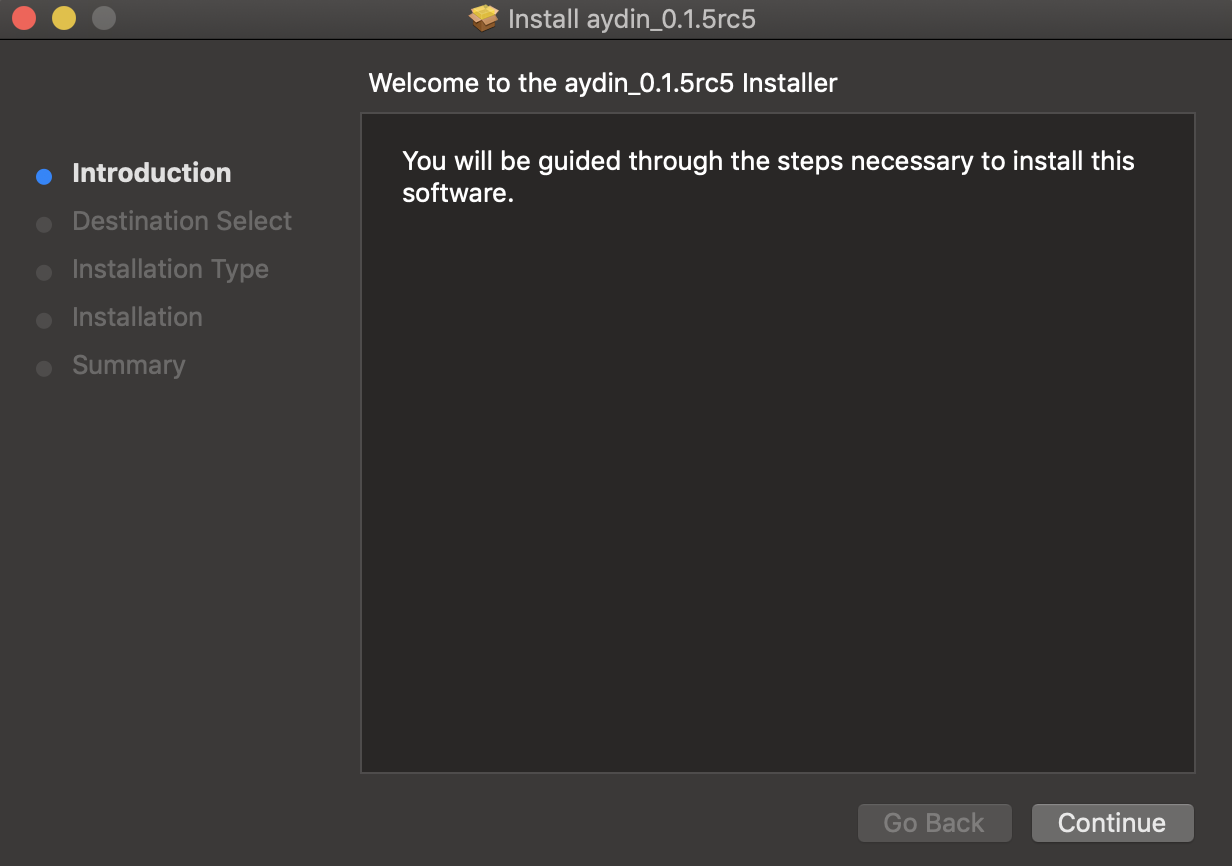 Install aydin_0.1.5rc5
Welcome to the aydin_0.1.5rc5 Installer
Introduction
Destination Select
Installation Type
Installation
Summary
You will be guided through the steps necessary to install this
software.
Go Back
Continue